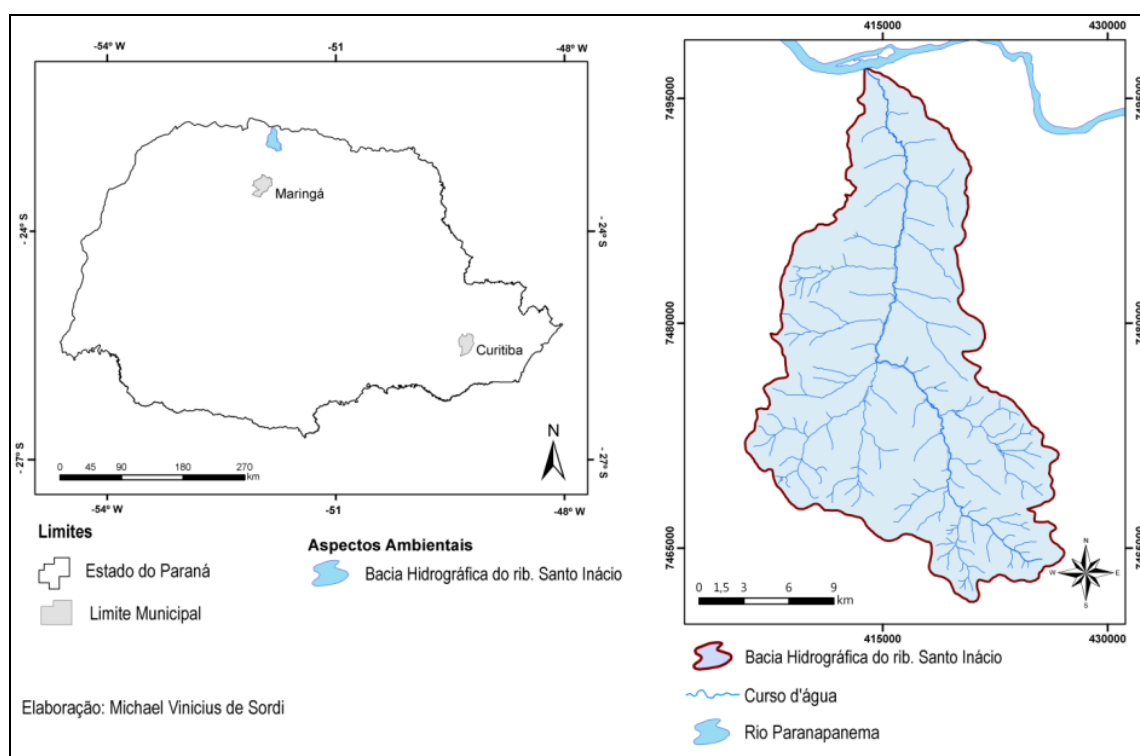 -54° W
-51
-48° W
- 24° S
- 24° S
Maringá
Curitiba
N
0 45 90 180 270
km
- 27° S
- 27° S
-54° W
-51
-48° W
Limites
Estado do Paraná
Limite Municipal
Aspectos Ambientais
Bacia Hidrográfica do rib. Santo Inácio
Elaboração: Michael Vinicius de Sordi
415000
430000
7495000
7495000
7480000
7480000
7465000
7465000
N
W
E
S
0 1,5 3 6 9
km
415000
430000
Bacia Hidrográfica do rib. Santo Inácio
Curso d'água
Rio Paranapanema